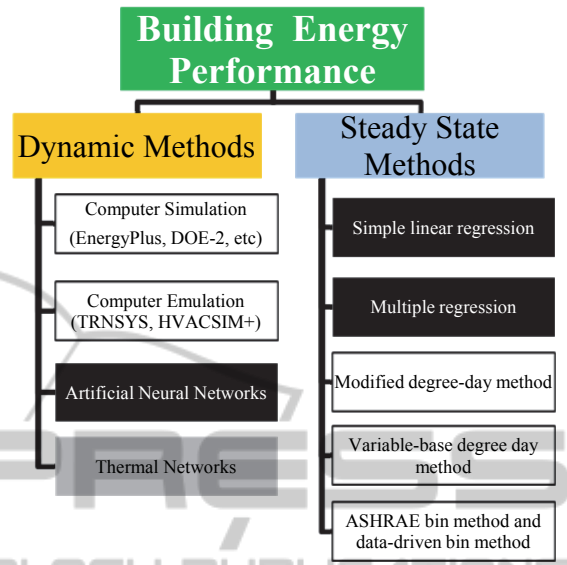 Building Energy
Performance
Dynamic Methods
Computer Simulation
(EnergyPlus, DOE-2, etc)
Computer Emulation
(TRNSYS, HVACSIM+)
Artificial Neural Networks
Thermal Networks
Steady State
Methods
Simple linear regression
Multiple regression
Modified degree-day method
Variable-base degree day
method
ASHRAE bin method and
data-driven bin method